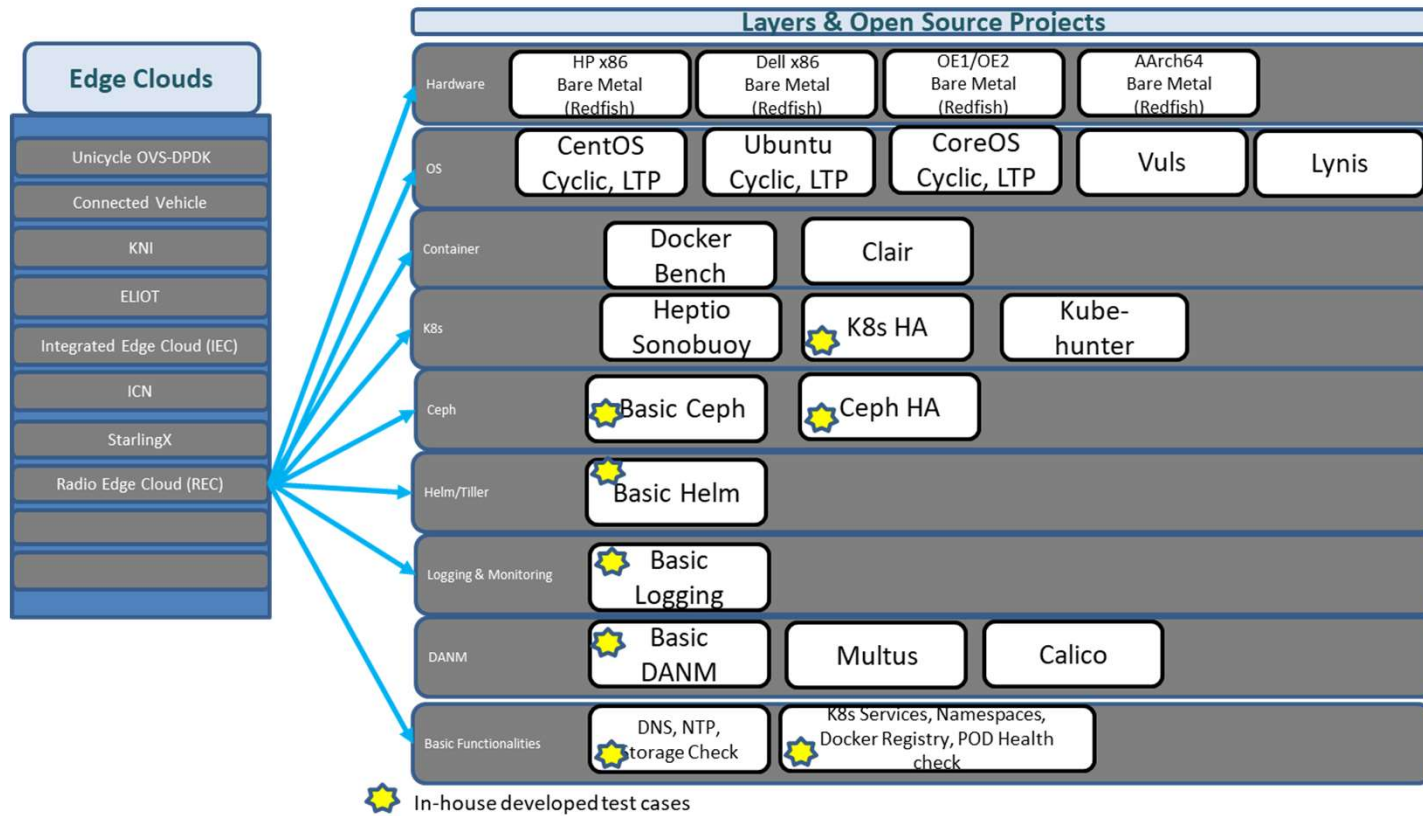 Layers & Open Source Projects
Edge Clouds
Unicycle OVS-DPDK
Connected Vehicle
KNI
ELIOT
Integrated Edge Cloud (IEC)
ICN
StarlingX
Radio Edge Cloud (REC)
Hardware
HP x86
Bare Metal
(Redfish)
Dell x86
Bare Metal
(Redfish)
OE1/OE2
Bare Metal
(Redfish)
AArch64
Bare Metal
(Redfish)
OS
CentOS
Cyclic, LTP
Ubuntu
Cyclic, LTP
CoreOS
Cyclic, LTP
Vuls
Lynis
Container
Docker
Bench
Clair
K8s
Heptio
Sonobuoy
K8s HA
Kube-
hunter
Ceph
Basic Ceph
Ceph HA
Helm/Tiller
Basic Helm
Logging & Monitoring
Basic
Logging
DANM
Basic
DANM
Multus
Calico
Basic Functionalities
DNS, NTP,
Storage Check
K8s Services, Namespaces,
Docker Registry, POD Health
check
In-house developed test cases